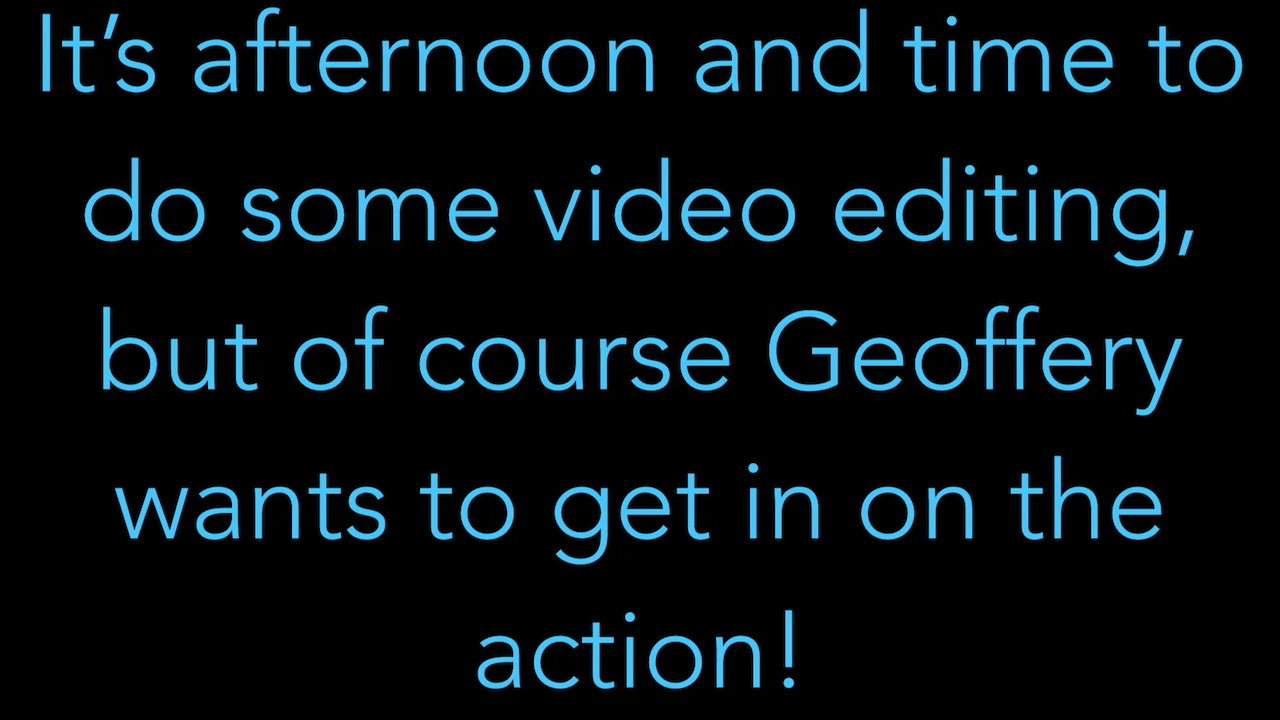 It’s afternoon and time to
do some video editing,
but of course Geoffery
wants to get in on the
action!